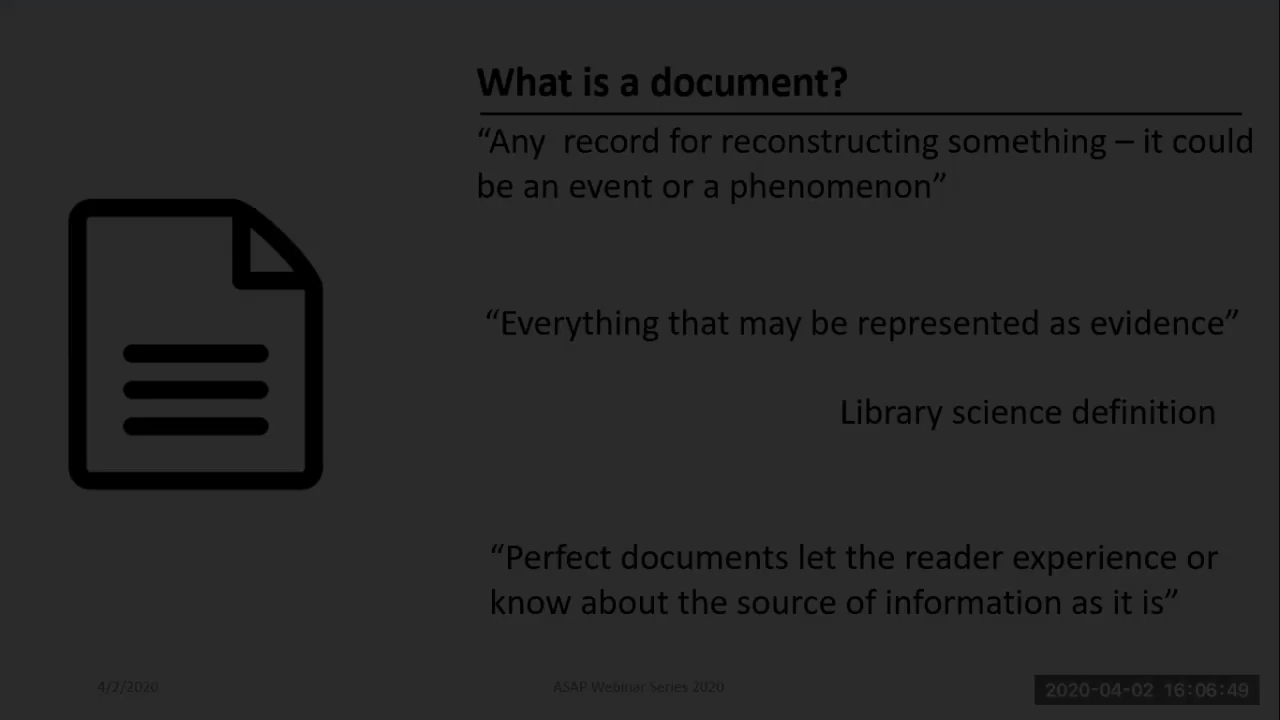 What is a document?
“Any  record for reconstructing something – it could
be an event or a phenomenon”
“Everything that may be represented as evidence”
Library science definition
“Perfect documents let the reader experience or
know about the source of information as it is”
4/2/2020
ASAP Webinar Series 2020
2020-04-02 16:06:49